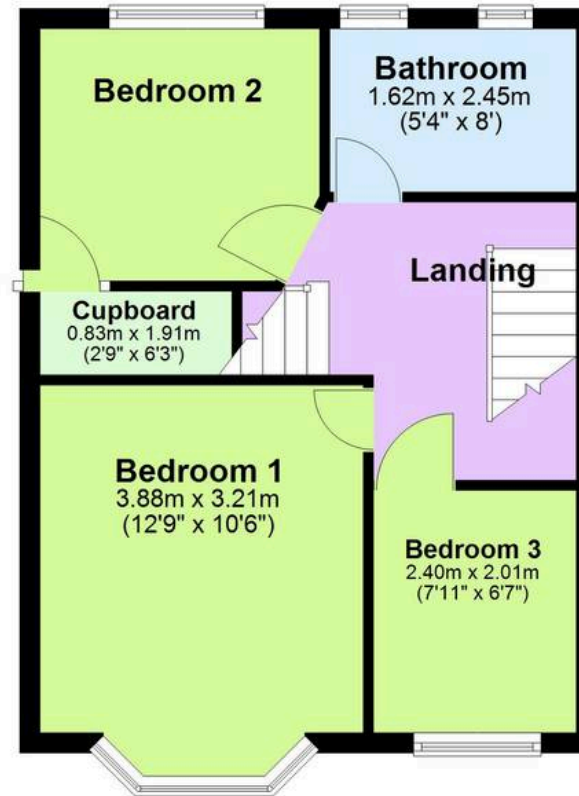 Bedroom 2
Bathroom
1.62m x 2.45m
(5'4" x 8')
Landing
Cupboard
0.83m x 1.91m
(2'9" x 6'3")
Bedroom 1
3.88m x 3.21m
(12'9" x 10'6")
Bedroom 3
2.40m x 2.01m
(7'11" x 6'7")